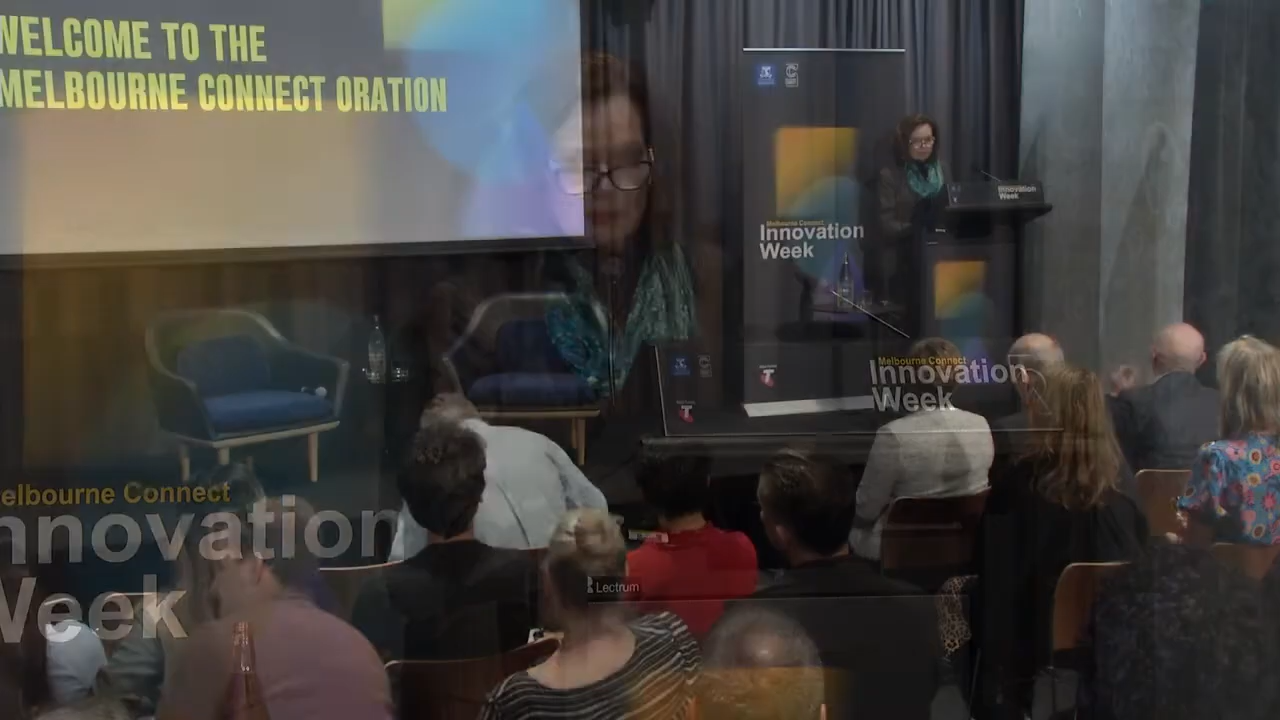 WELCOME TO THE
MELBOURNE CONNECT ORATION
Innovation
Week
Melbourne Connect
Innovation
Week
Melbourne Connect
Innovation
Week
elbourne Connect
nnovation
Week
Lectrum